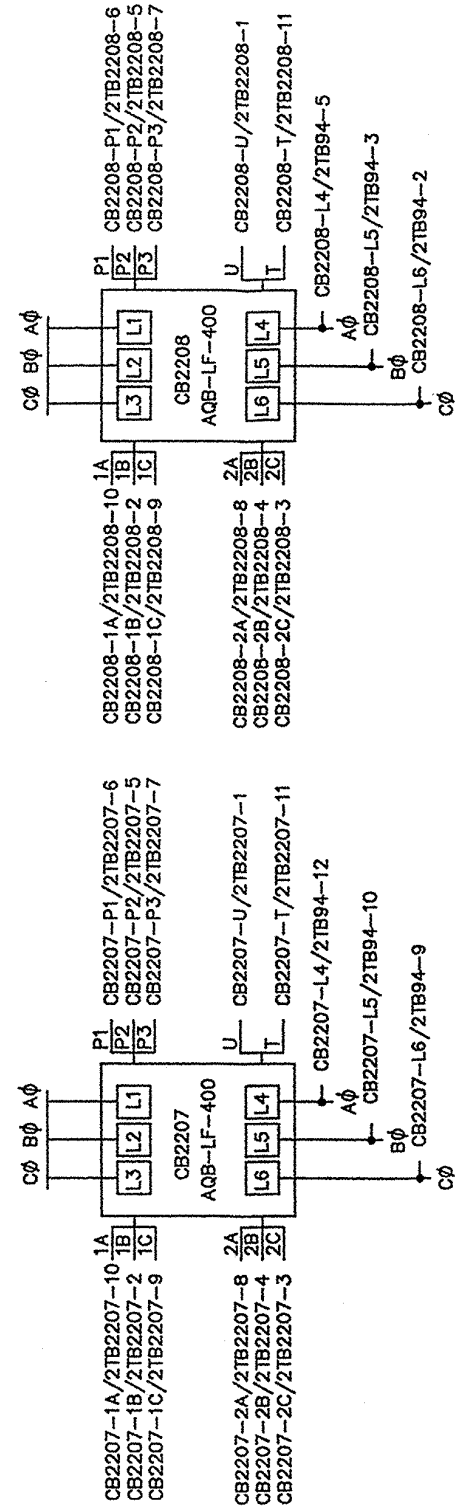 CØ BØ AØ
L3 L2 L1
CB2207
AQB-LF-400
L6 L5 L4
1A
1B
1C
CB2207-1A/2TB2207-10
CB2207-1B/2TB2207-2
CB2207-1C/2TB2207-9
2A
2B
2C
CB2207-2A/2TB2207-8
CB2207-2B/2TB2207-4
CB2207-2C/2TB2207-3
P1
P2
P3
CB2207-P1/2TB2207-6
CB2207-P2/2TB2207-5
CB2207-P3/2TB2207-7
U
T
CB2207-U/2TB2207-1
CB2207-T/2TB2207-11
CB2207-L4/2TB94-12
AØ
CB2207-L5/2TB94-10
BØ
CB2207-L6/2TB94-9
CØ
CØ BØ AØ
L3 L2 L1
CB2208
AQB-LF-400
L6 L5 L4
1A
1B
1C
CB2208-1A/2TB2208-10
CB2208-1B/2TB2208-2
CB2208-1C/2TB2208-9
2A
2B
2C
CB2208-2A/2TB2208-8
CB2208-2B/2TB2208-4
CB2208-2C/2TB2208-3
P1
P2
P3
CB2208-P1/2TB2208-6
CB2208-P2/2TB2208-5
CB2208-P3/2TB2208-7
U
T
CB2208-U/2TB2208-1
CB2208-T/2TB2208-11
CB2208-L4/2TB94-5
AØ
CB2208-L5/2TB94-3
BØ
CB2208-L6/2TB94-2
CØ